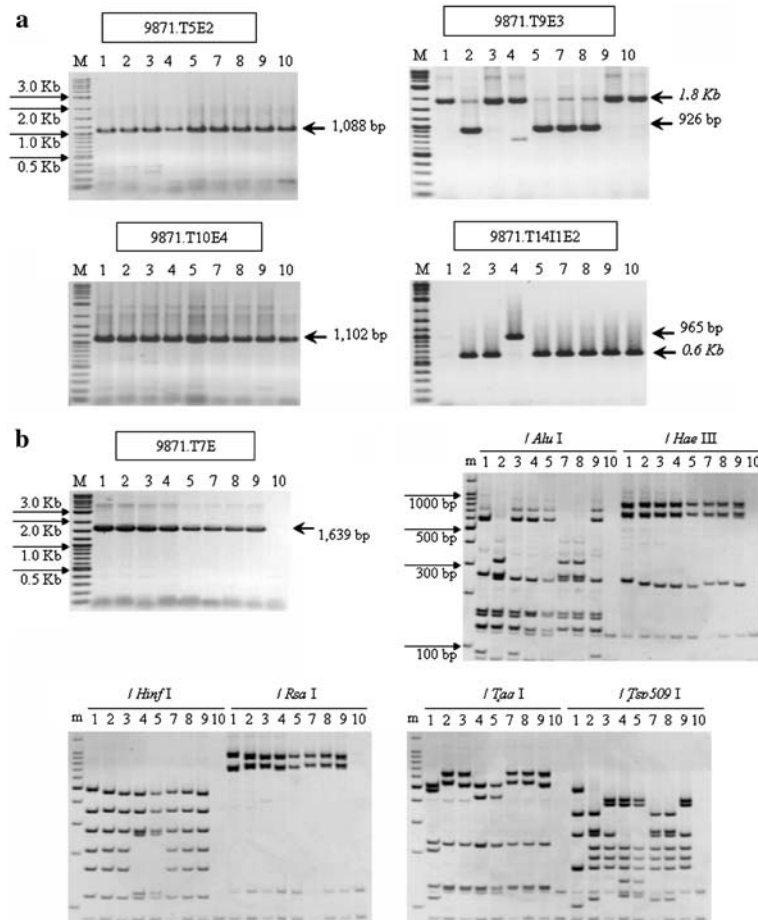 a
9871.T5E2
M 1 2 3 4 5 7 8 9 10
3.0 Kb
2.0 Kb
1.0 Kb
0.5 Kb
1,088 bp
9871.T9E3
M 1 2 3 4 5 7 8 9 10
1.8 Kb
926 bp
9871.T10E4
M 1 2 3 4 5 7 8 9 10
1,102 bp
9871.T14I1E2
M 1 2 3 4 5 6 7 8 9 10
965 bp
0.6 Kb
b
9871.T7E
M 1 2 3 4 5 7 8 9 10
3.0 Kb
2.0 Kb
1.0 Kb
0.5 Kb
1,639 bp
/ Alu I / Hae III
m 1 2 3 4 5 7 8 9 10 1 2 3 4 5 7 8 9 10
1000 bp
500 bp
300 bp
100 bp
/ Hinf I / Rsa I
m 1 2 3 4 5 7 8 9 10 1 2 3 4 5 7 8 9 10
/ Taa I / Tsp509 I
m 1 2 3 4 5 7 8 9 10 1 2 3 4 5 7 8 9 10